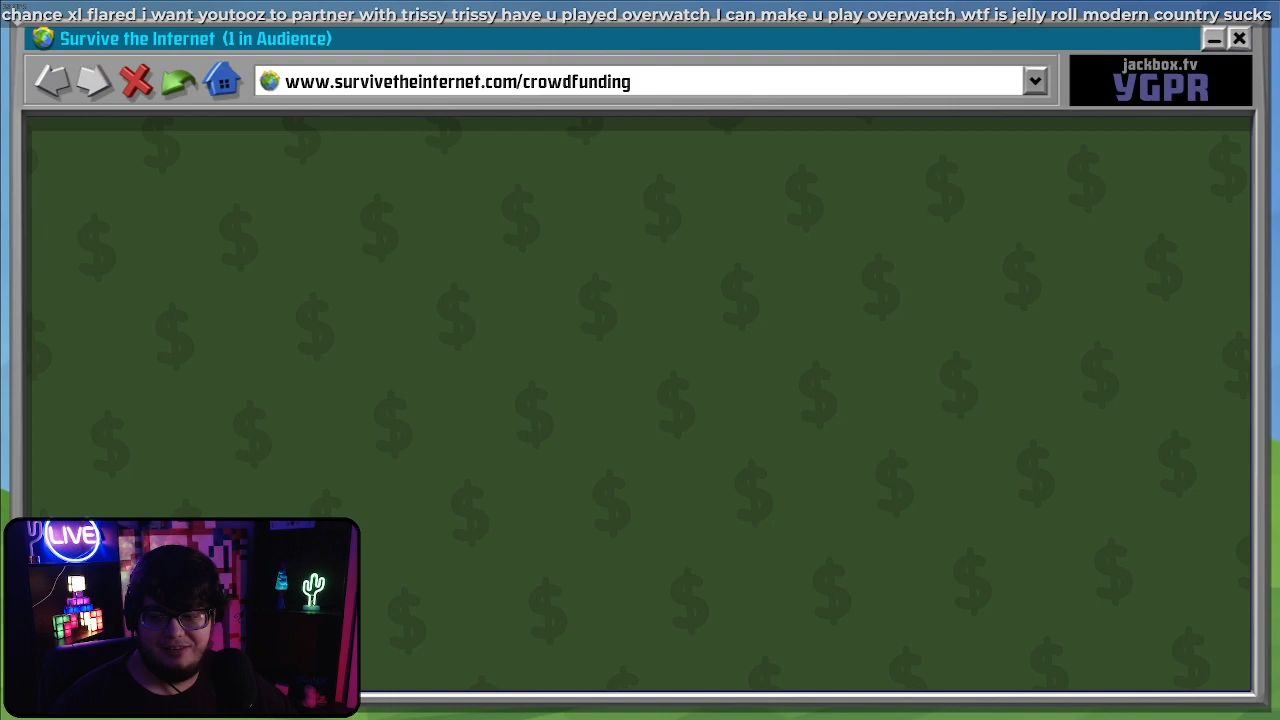 chance xl flared i want youtooz to partner with trissy trissy have u played overwatch I can make u play overwatch wtf is jelly roll modern country sucks
Survive the Internet (1 in Audience)
www.survivetheinternet.com/crowdfunding
jackbox.tv
YGPR
LIVE